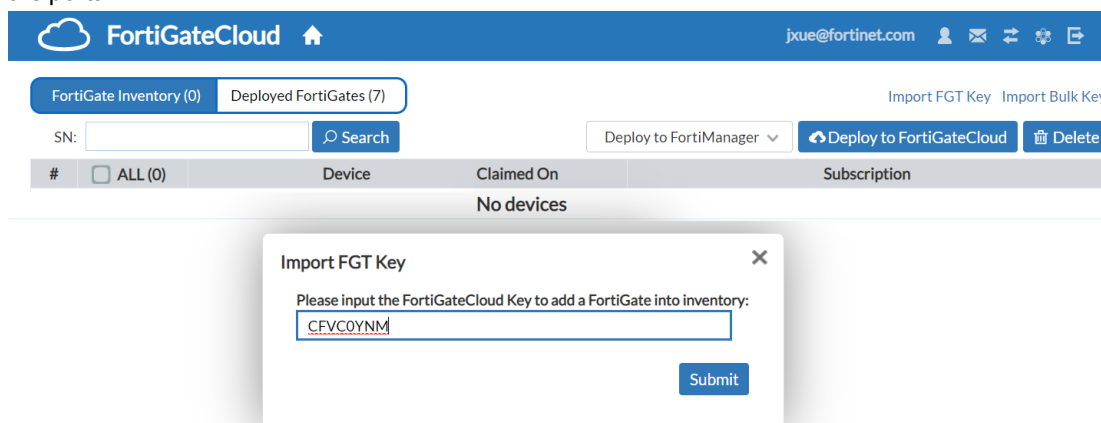 FortiGateCloud jxue@fortinet.com
FortiGate Inventory (0) Deployed FortiGates (7) Import FGT Key Import Bulk Key
SN: Search Deploy to FortiManager Deploy to FortiGateCloud Delete
# ALL (0) Device Claimed On Subscription
No devices
Import FGT Key
Please input the FortiGateCloud Key to add a FortiGate into inventory:
CFVC0YNM
Submit